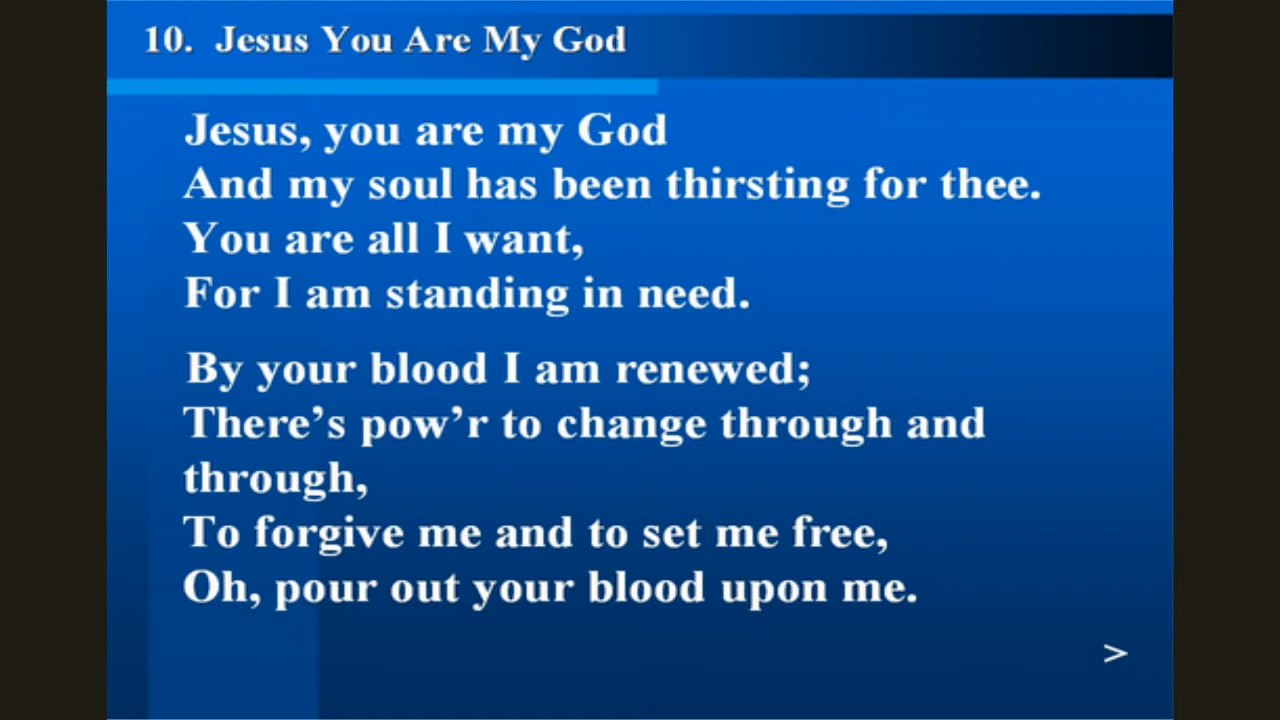 10. Jesus You Are My God
Jesus, you are my God
And my soul has been thirsting for thee.
You are all I want,
For I am standing in need.
By your blood I am renewed;
There’s pow’r to change through and
through,
To forgive me and to set me free,
Oh, pour out your blood upon me.
>